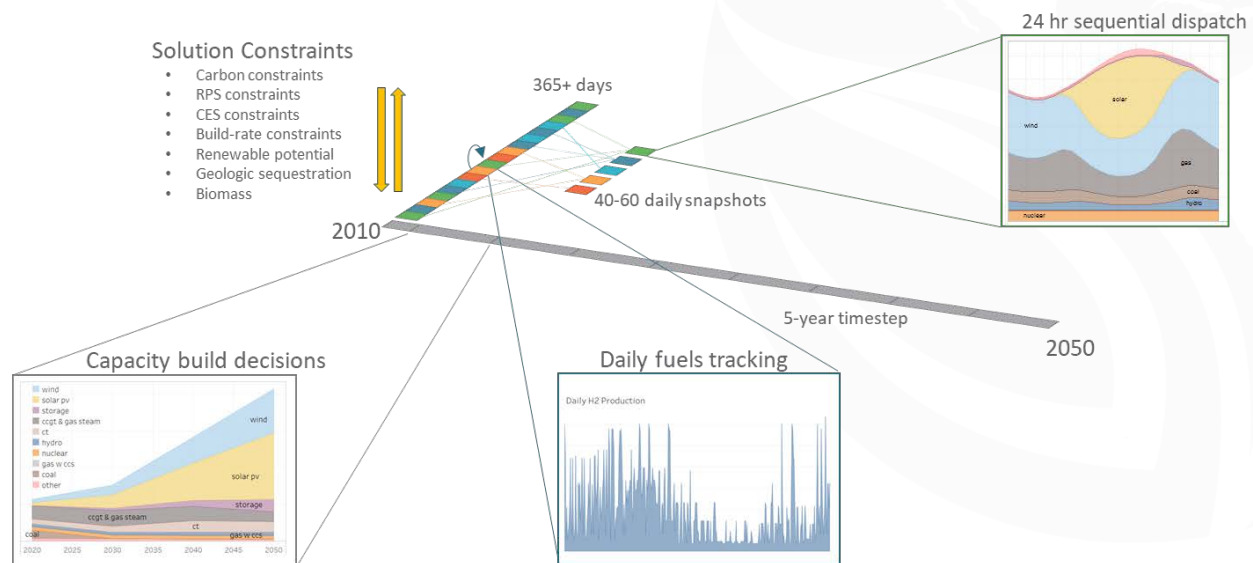 24 hr sequential dispatch
solar
wind
gas
coal
hydro
nuclear
Solution Constraints
• Carbon constraints
• RPS constraints
• CES constraints
• Build-rate constraints
• Renewable potential
• Geologic sequestration
• Biomass
365+ days
40-60 daily snapshots
2010
5-year timestep
2050
Capacity build decisions
wind
solar pv
storage
ccgt & gas steam
ct
hydro
nuclear
gas w ccs
coal
other
wind
solar pv
storage
ccgt & gas steam
ct
coal
gas w ccs
2020 2025 2030 2035 2040 2045 2050
Daily fuels tracking
Daily H2 Production